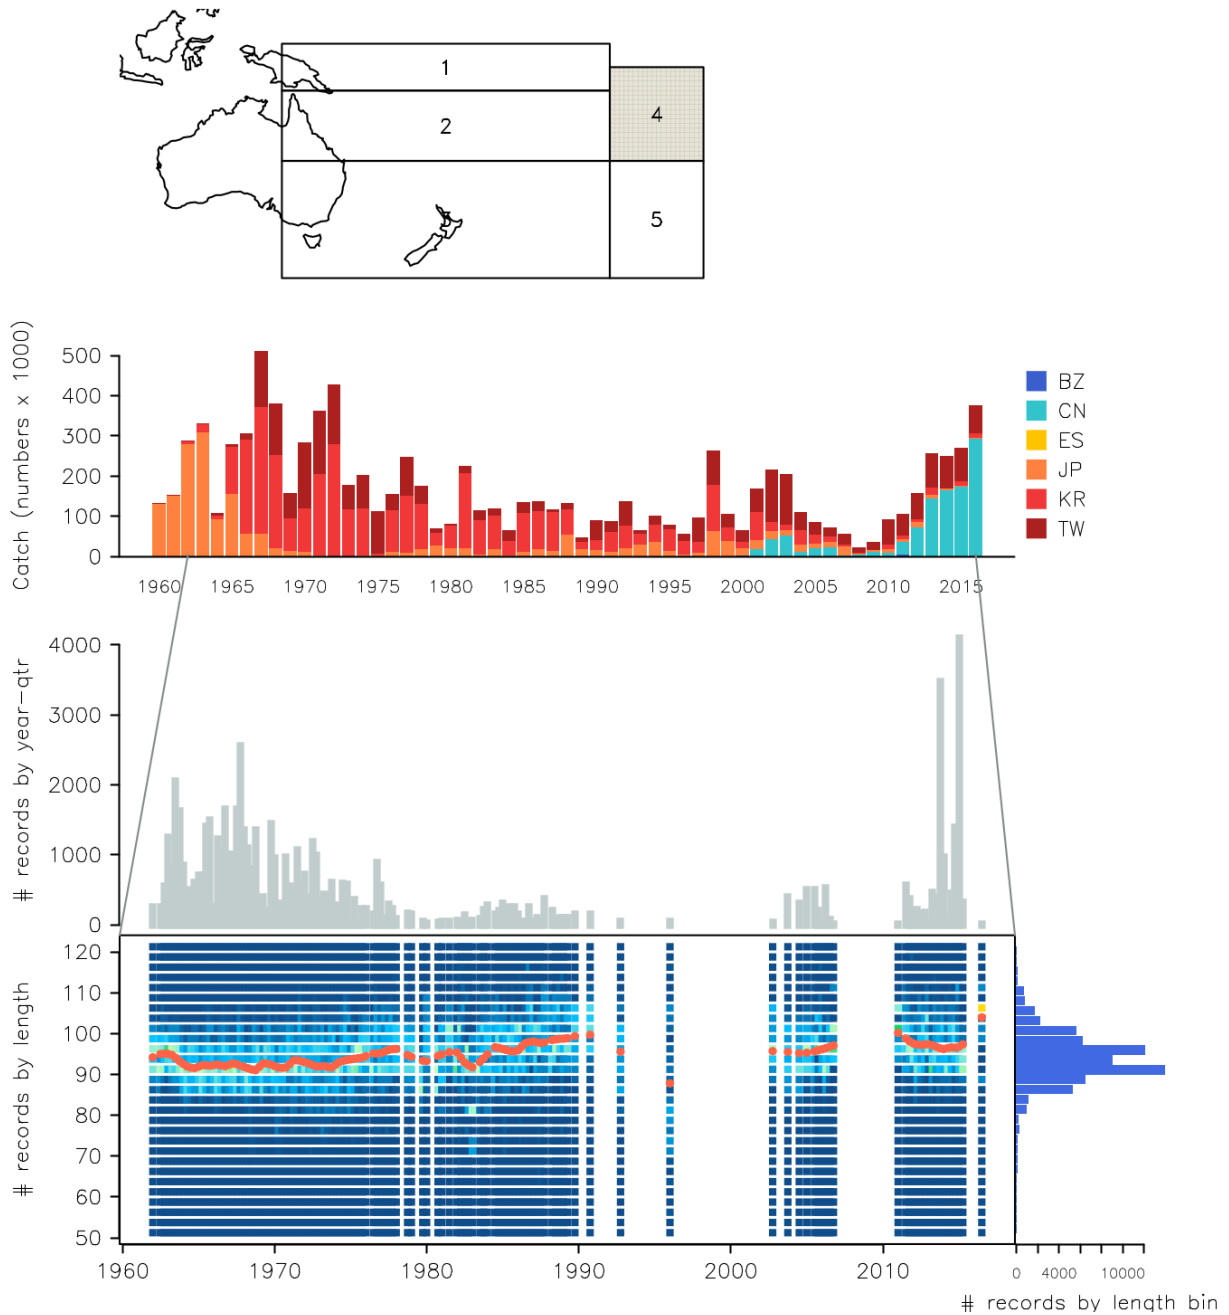 1
2
4
3
5
Catch (numbers x 1000)
500
400
300
200
100
0
BZ
CN
ES
JP
KR
TW
1960 1965 1970 1975 1980 1985 1990 1995 2000 2005 2010 2015
# records by year-qtr
4000
3000
2000
1000
0
# records by length
120
110
100
90
80
70
60
50
1960 1970 1980 1990 2000 2010
0 4000 10000
# records by length bin